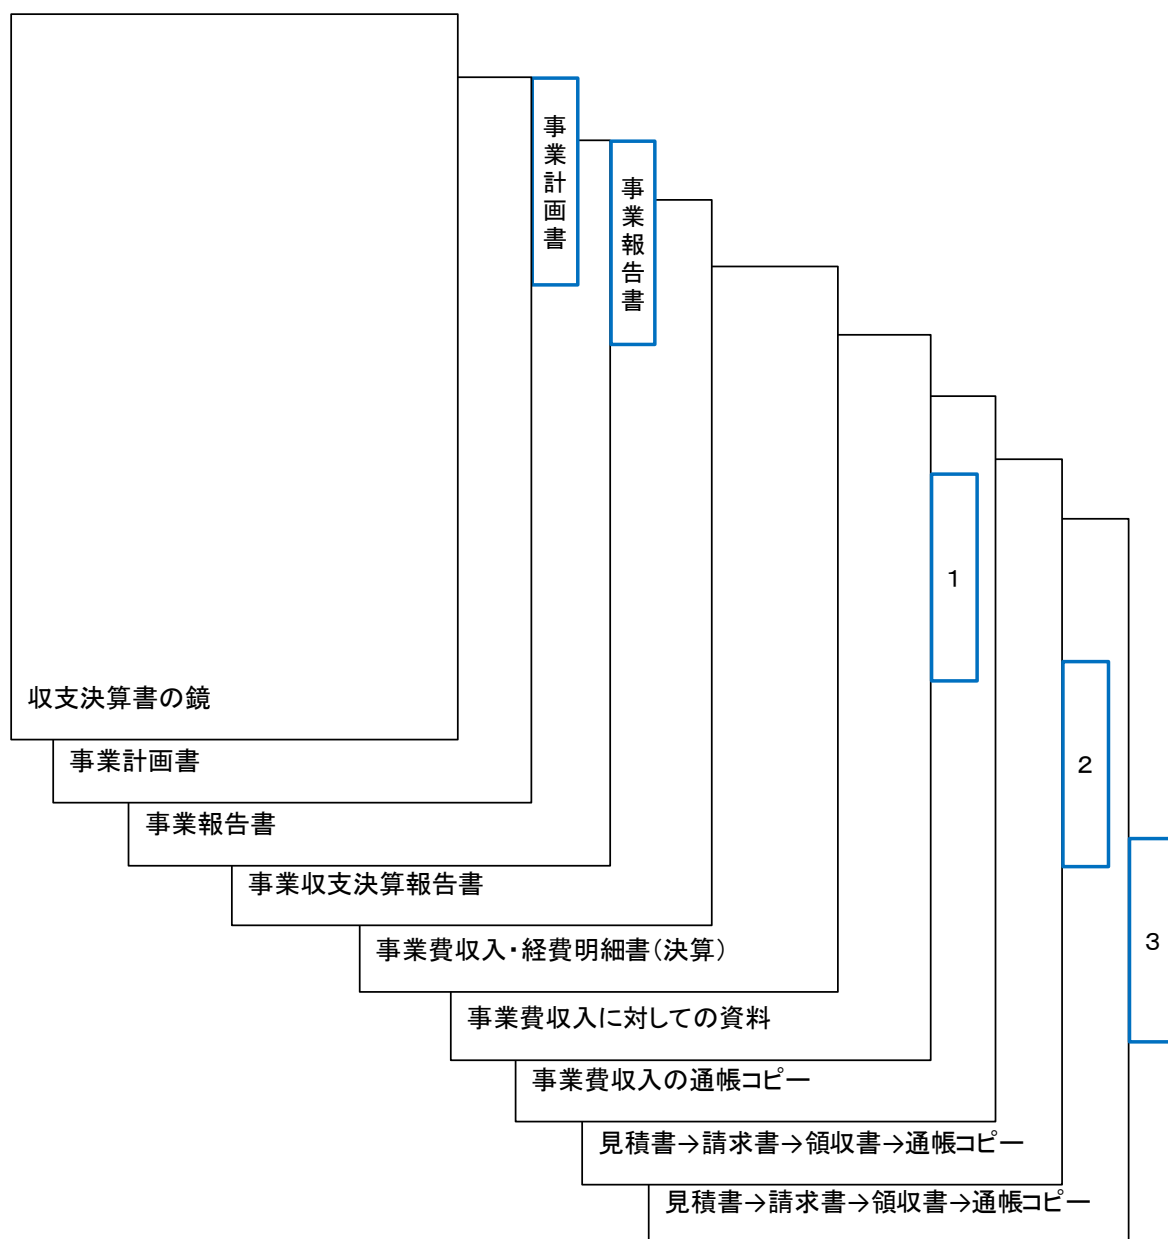 事業計画書
事業報告書
1
2
3
収支決算書の鏡
事業計画書
事業報告書
事業収支決算報告書
事業費収入・経費明細書(決算)
事業費収入に対しての資料
事業費収入の通帳コピー
見積書→請求書→領収書→通帳コピー
見積書→請求書→領収書→通帳コピー